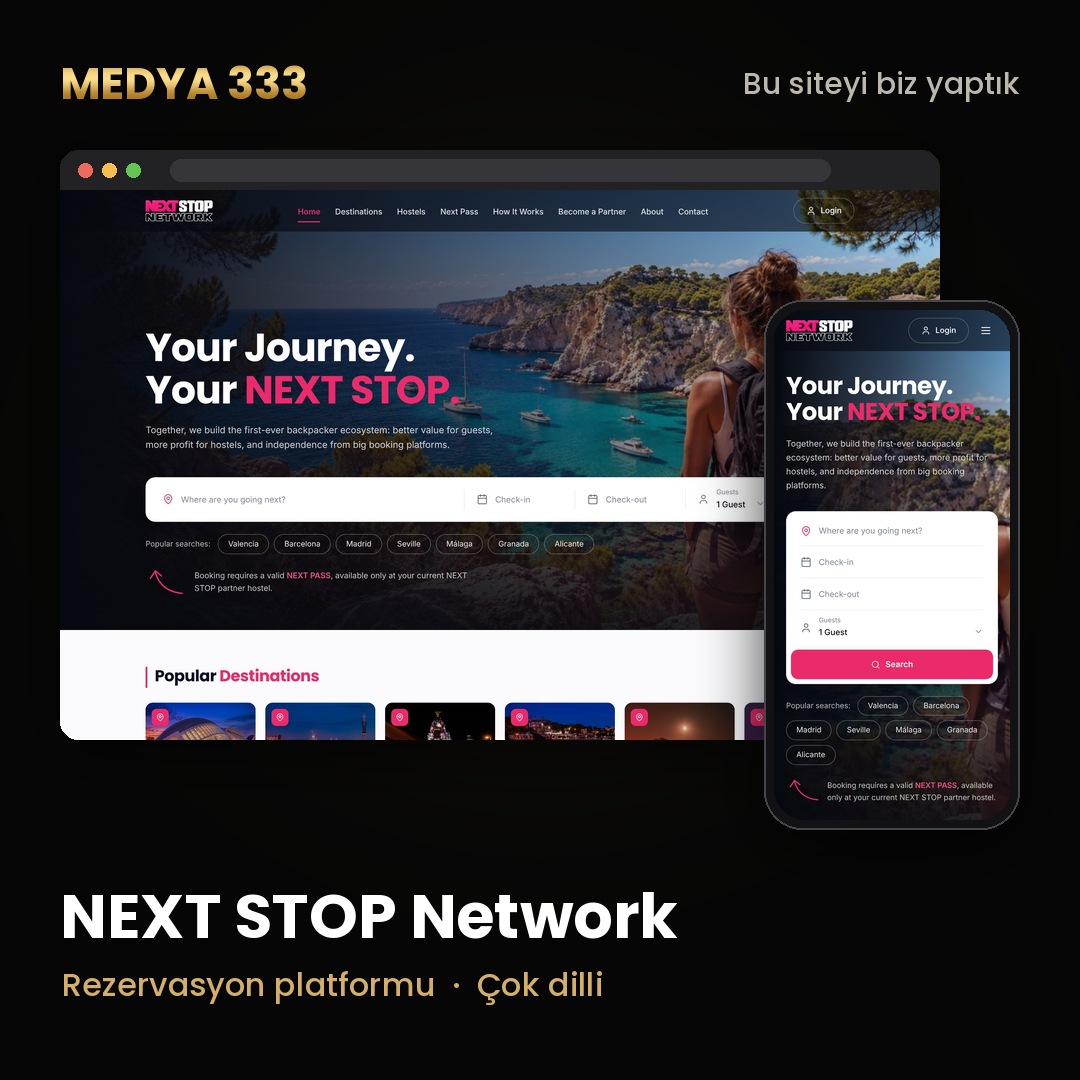 MEDYA 333
Bu siteyi biz yaptık
NEXT STOP
NETWORK
Home
Destinations
Hostels
Next Pass
How It Works
Become a Partner
About
Contact
Login
Your Journey.
Your NEXT STOP.
Together, we build the first-ever backpacker ecosystem: better value for guests,
more profit for hostels, and independence from big booking platforms.
Where are you going next?
Check-in
Check-out
Guests
1 Guest
Popular searches:
Valencia
Barcelona
Madrid
Seville
Málaga
Granada
Alicante
Booking requires a valid NEXT PASS, available only at your current NEXT
STOP partner hostel.
Popular Destinations
NEXT STOP
NETWORK
Login
Your Journey.
Your NEXT STOP.
Together, we build the first-ever backpacker
ecosystem: better value for guests, more profit for
hostels, and independence from big booking
platforms.
Where are you going next?
Check-in
Check-out
Guests
1 Guest
Search
Popular searches:
Valencia
Barcelona
Madrid
Seville
Málaga
Granada
Alicante
Booking requires a valid NEXT PASS, available
only at your current NEXT STOP partner hostel.
NEXT STOP Network
Rezervasyon platformu · Çok dilli